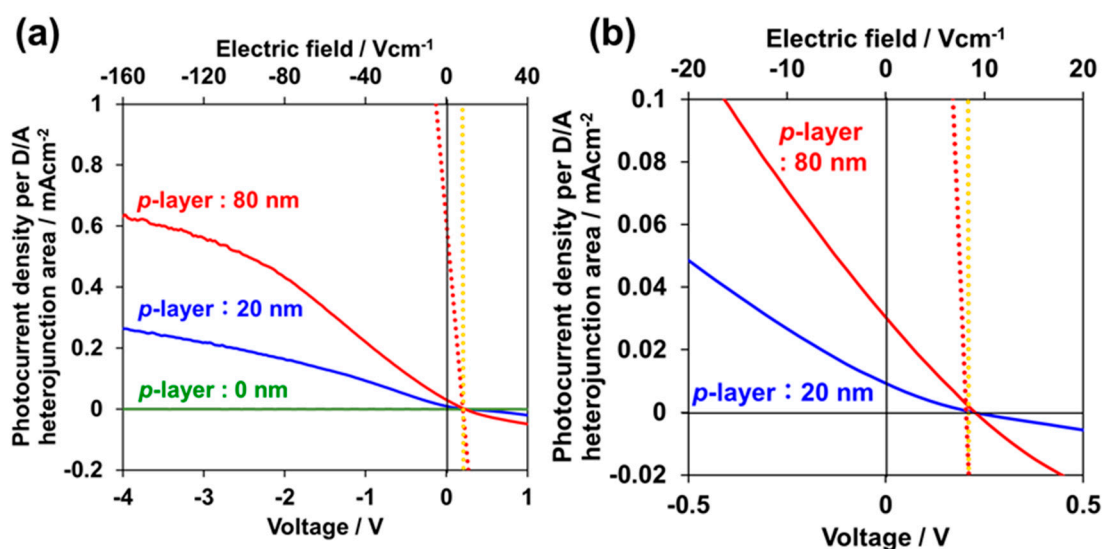 (a)
Electric field / Vcm-1
-160 -120 -80 -40 0 40
Photocurrent density per D/A
heterojunction area / mAcm-2
1
0.8
0.6
0.4
0.2
0
-0.2
p-layer : 80 nm
p-layer : 20 nm
p-layer : 0 nm
-4 -3 -2 -1 0 1
Voltage / V
(b)
Electric field / Vcm-1
-20 -10 0 10 20
Photocurrent density per D/A
heterojunction area / mAcm-2
0.1
0.08
0.06
0.04
0.02
0
-0.02
p-layer
: 80 nm
p-layer : 20 nm
-0.5 0 0.5
Voltage / V